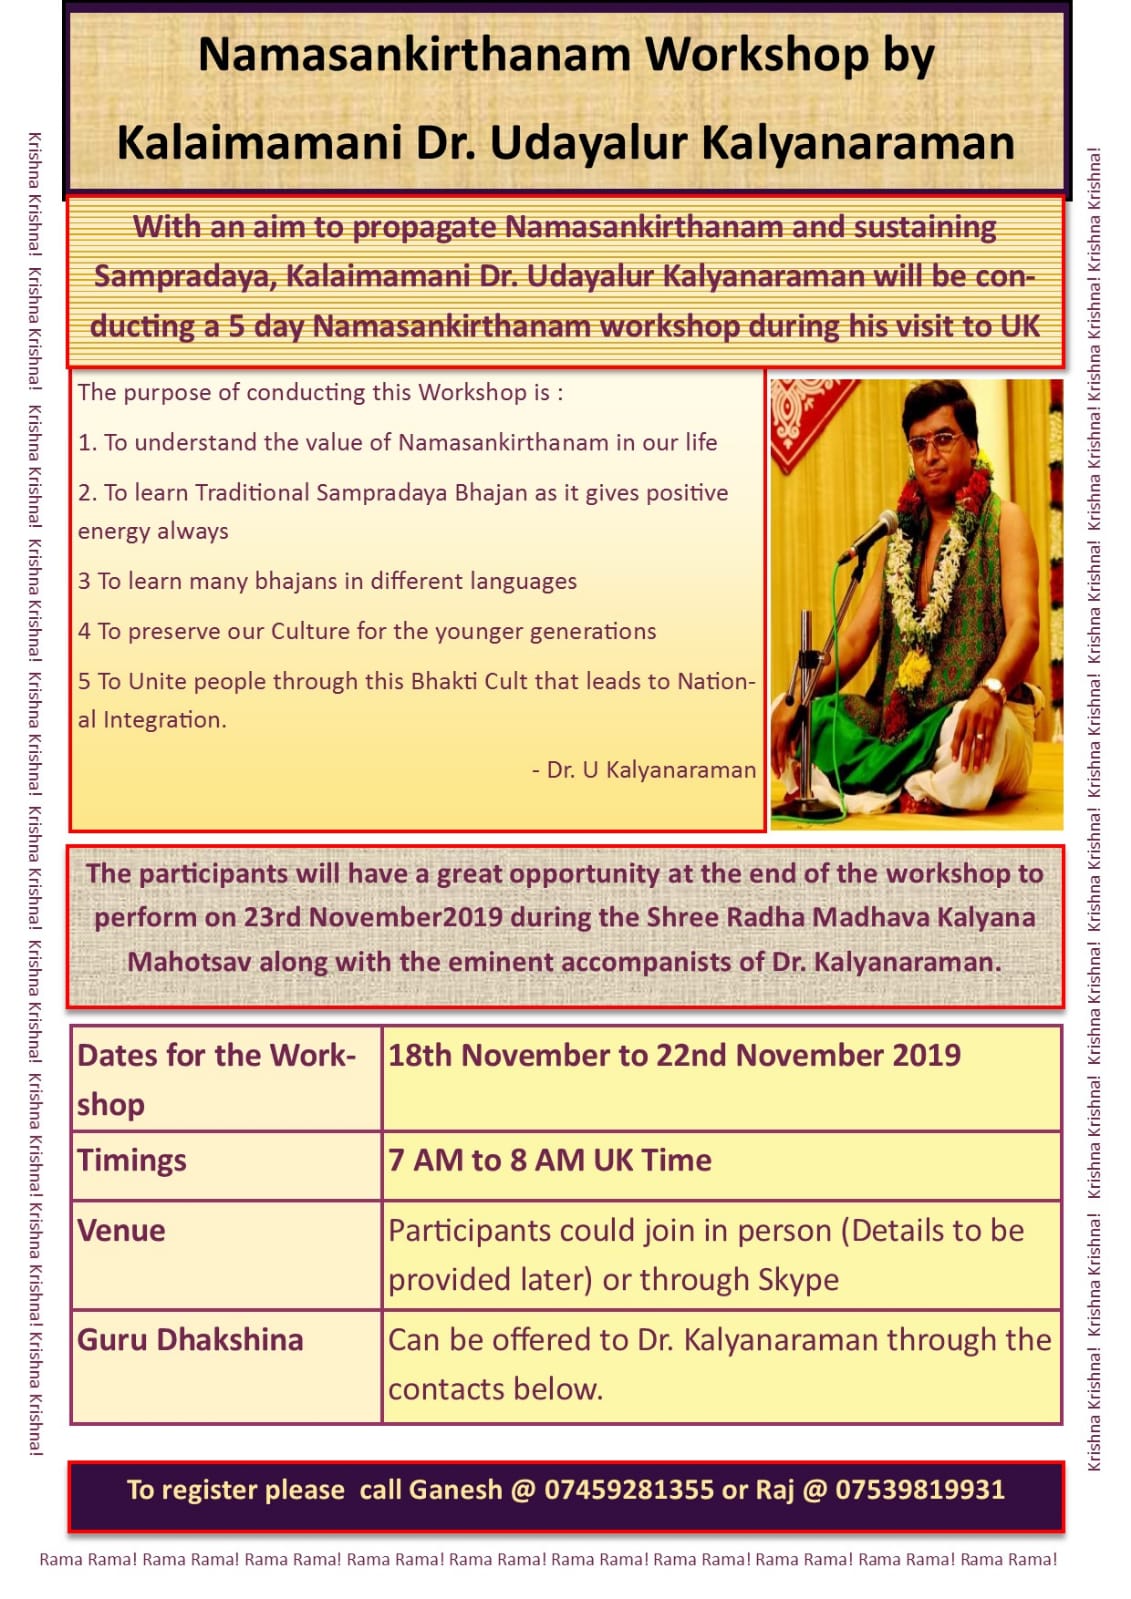 Namasankirthanam Workshop by
Kalaimamani Dr. Udayalur Kalyanaraman
With an aim to propagate Namasankirthanam and sustaining
Sampradaya, Kalaimamani Dr. Udayalur Kalyanaraman will be con-
ducting a 5 day Namasankirthanam workshop during his visit to UK
The purpose of conducting this Workshop is :
1. To understand the value of Namasankirthanam in our life
2. To learn Traditional Sampradaya Bhajan as it gives positive
energy always
3 To learn many bhajans in different languages
4 To preserve our Culture for the younger generations
5 To Unite people through this Bhakti Cult that leads to Nation-
al Integration.
- Dr. U Kalyanaraman
The participants will have a great opportunity at the end of the workshop to
perform on 23rd November2019 during the Shree Radha Madhava Kalyana
Mahotsav along with the eminent accompanists of Dr. Kalyanaraman.
Dates for the Work-
shop
18th November to 22nd November 2019
Timings
7 AM to 8 AM UK Time
Venue
Participants could join in person (Details to be
provided later) or through Skype
Guru Dhakshina
Can be offered to Dr. Kalyanaraman through the
contacts below.
To register please  call Ganesh @ 07459281355 or Raj @ 07539819931
Rama Rama! Rama Rama! Rama Rama! Rama Rama! Rama Rama! Rama Rama! Rama Rama! Rama Rama! Rama Rama! Rama Rama!
Krishna Krishna! Krishna Krishna! Krishna Krishna! Krishna Krishna! Krishna Krishna! Krishna Krishna! Krishna Krishna! Krishna Krishna! Krishna Krishna! Krishna Krishna!
Krishna Krishna! Krishna Krishna! Krishna Krishna! Krishna Krishna! Krishna Krishna! Krishna Krishna! Krishna Krishna! Krishna Krishna! Krishna Krishna! Krishna Krishna!